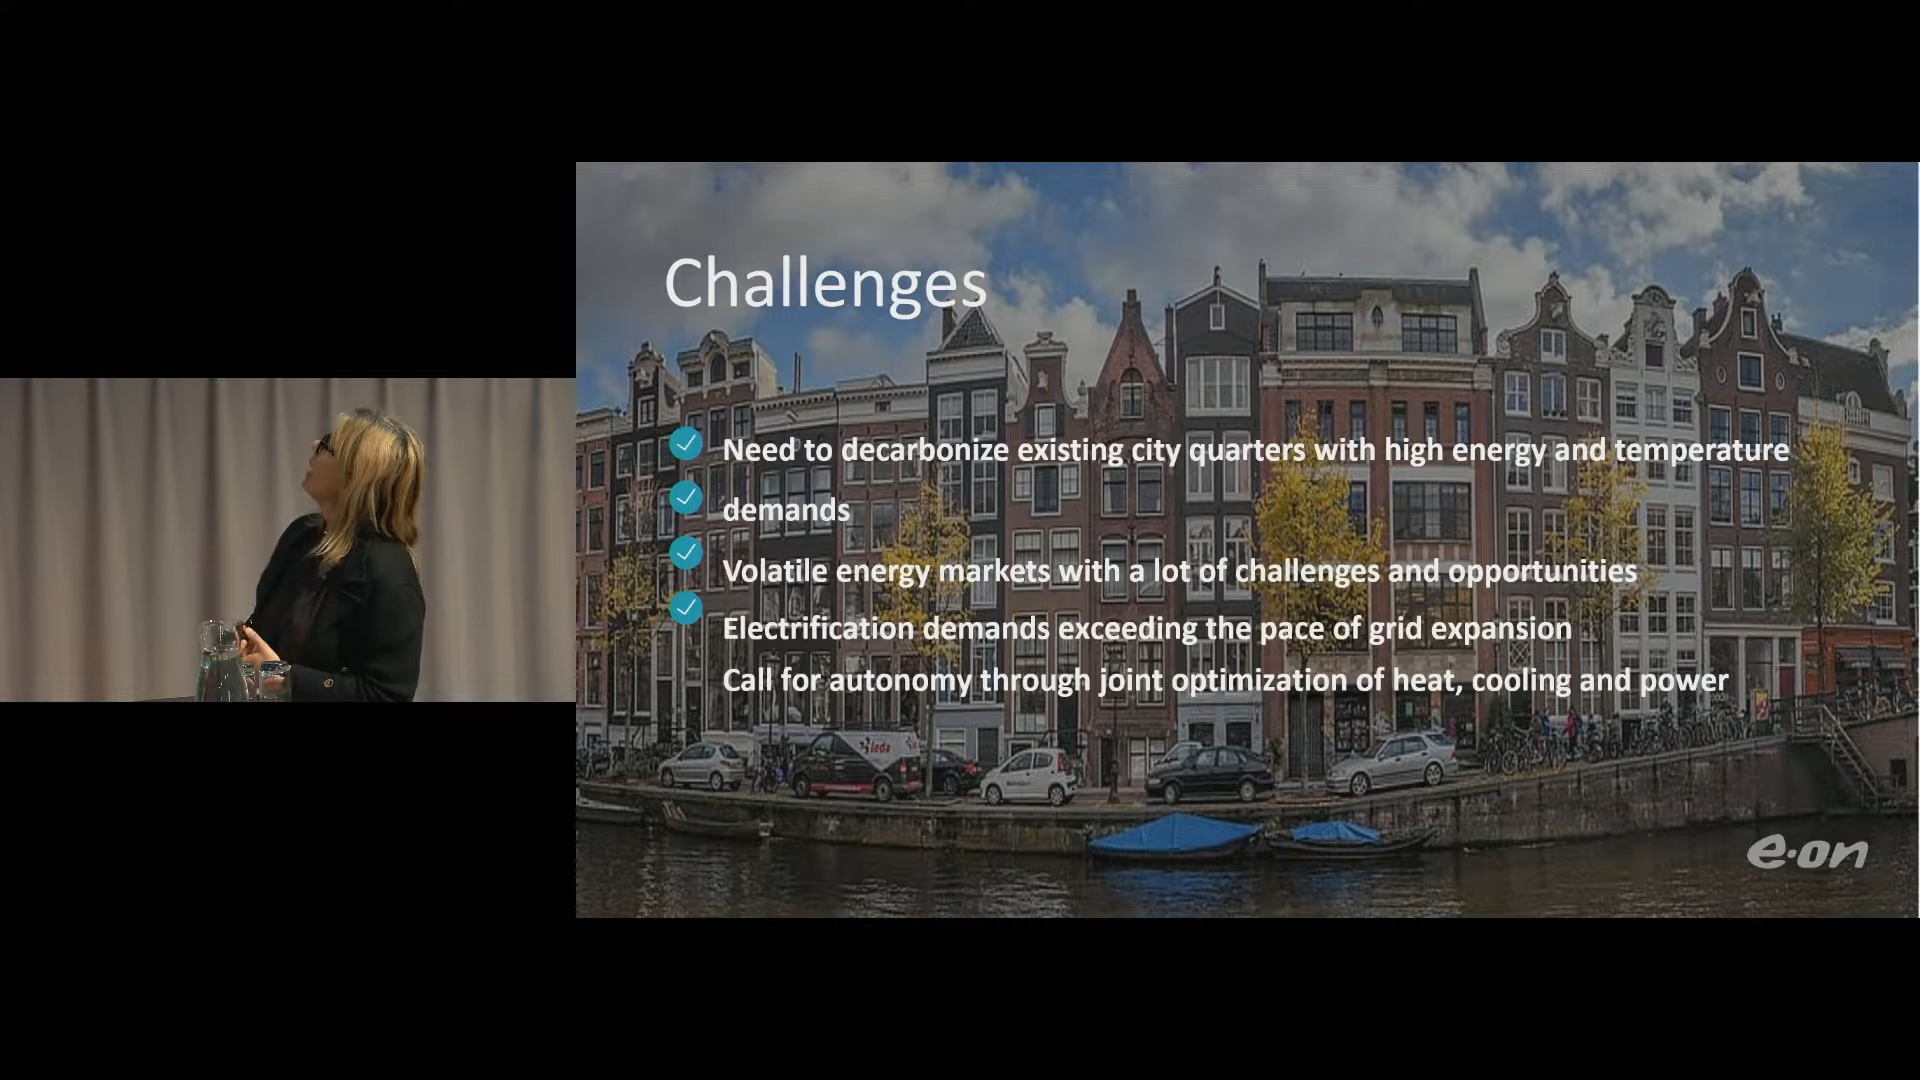 Challenges
Need to decarbonize existing city quarters with high energy and temperature
demands
Volatile energy markets with a lot of challenges and opportunities
Electrification demands exceeding the pace of grid expansion
Call for autonomy through joint optimization of heat, cooling and power
leda
e·on